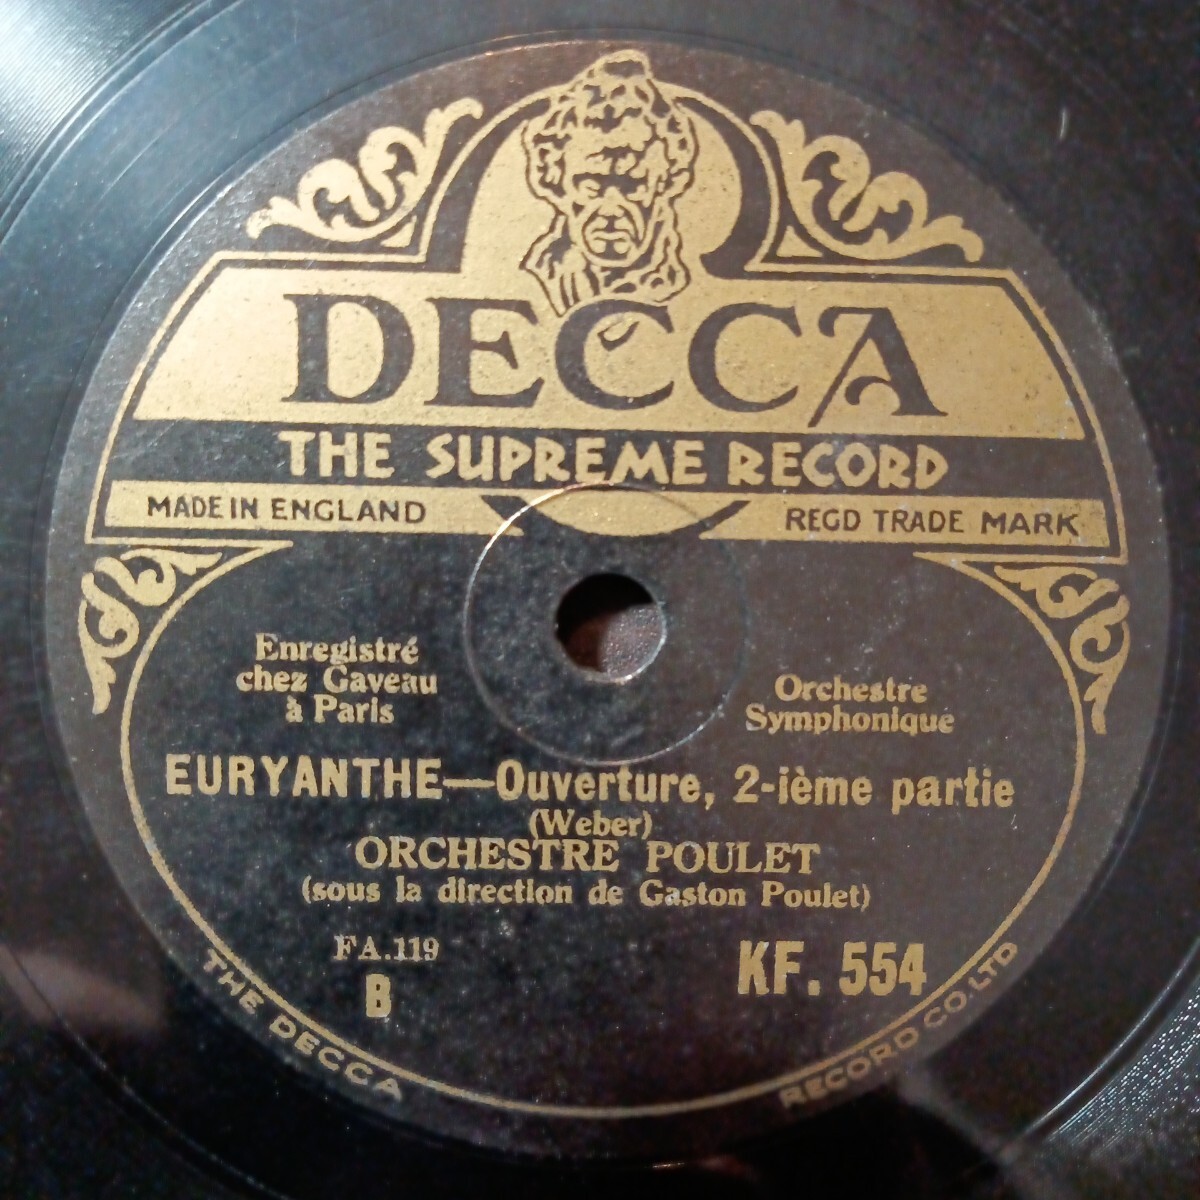 DECCA
THE SUPREME RECORD
MADE IN ENGLAND
REGD TRADE MARK
Enregistré
chez Gaveau
à Paris
Orchestre
Symphonique
EURYANTHE—Ouverture, 2-ième partie
(Weber)
ORCHESTRE POULET
(sous la direction de Gaston Poulet)
FA.119
B
KF. 554
THE DECCA RECORD CO. LTD